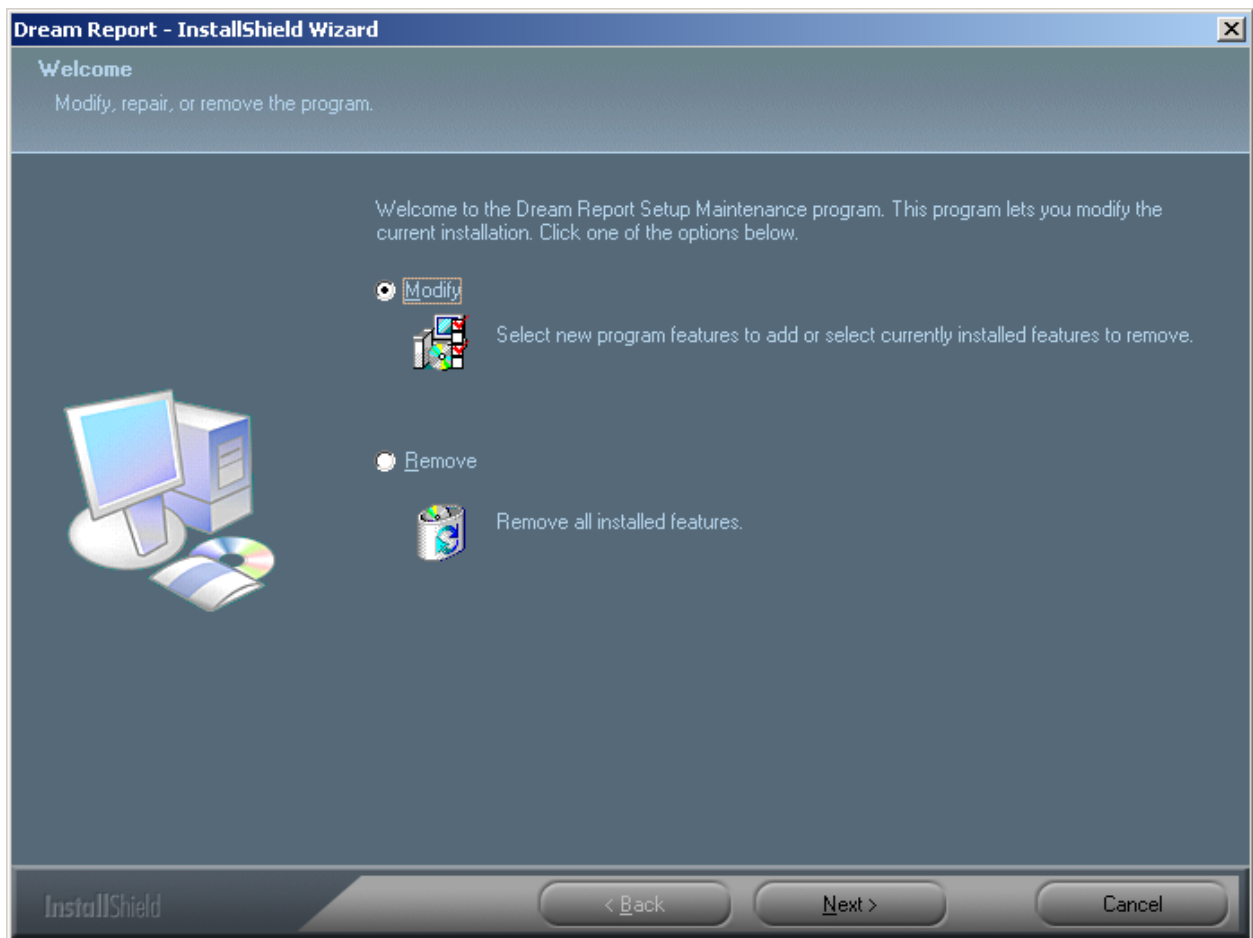 Dream Report - InstallShield Wizard
Welcome
Modify, repair, or remove the program.
Welcome to the Dream Report Setup Maintenance program. This program lets you modify the
current installation. Click one of the options below.
Modify
Select new program features to add or select currently installed features to remove.
Remove
Remove all installed features.
InstallShield
< Back
Next >
Cancel